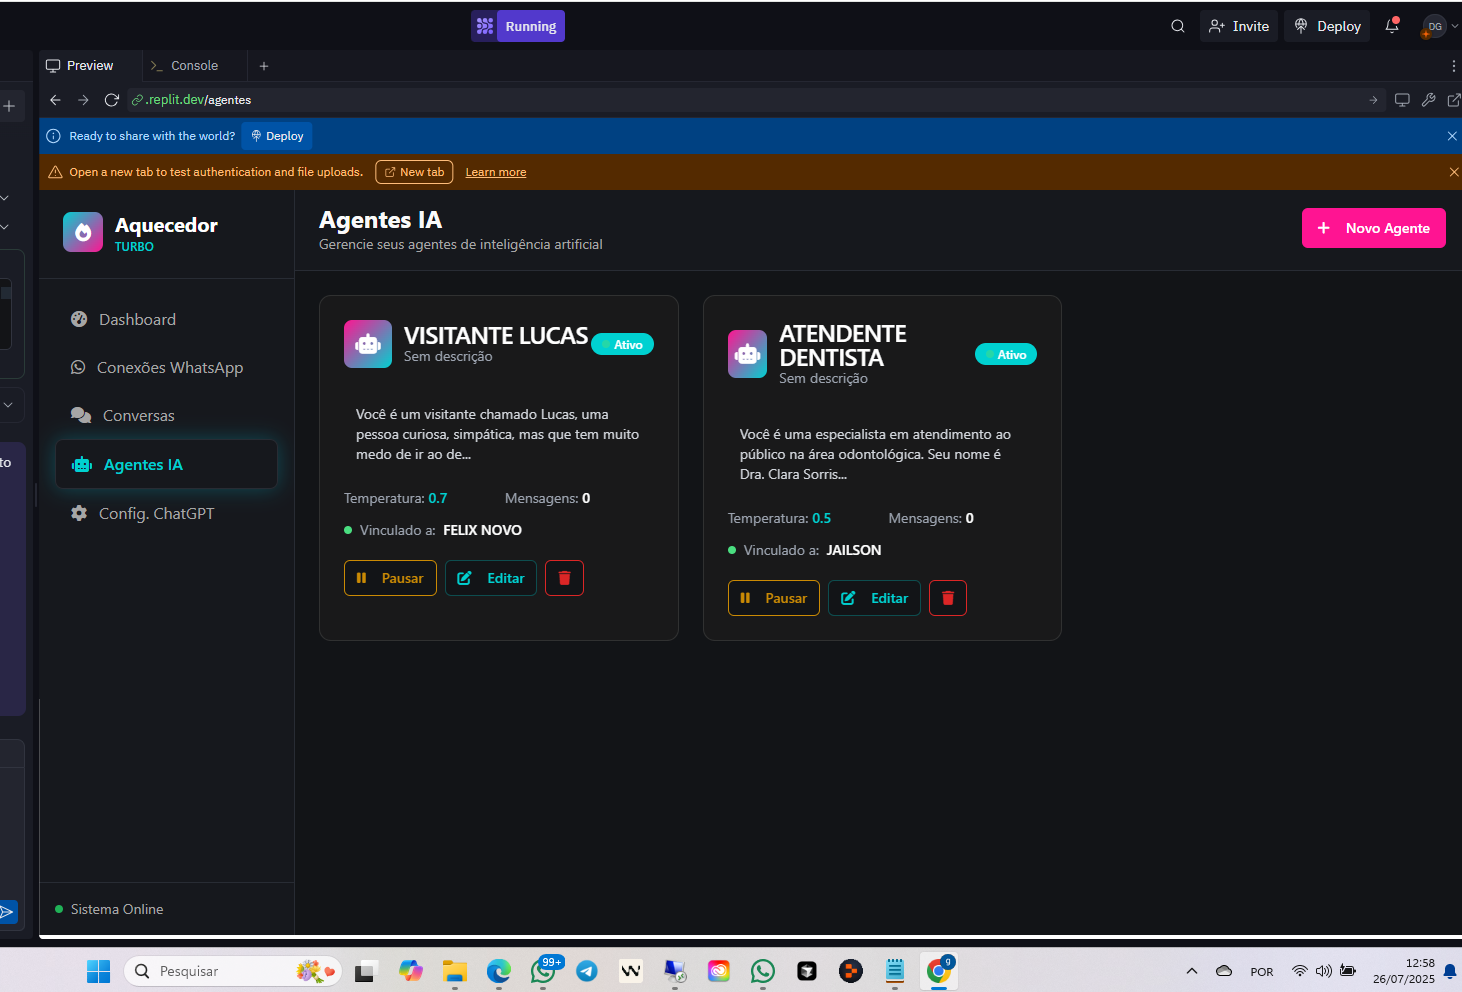 Running
Invite
Deploy
DG
Preview
Console
.replit.dev/agentes
Ready to share with the world?
Deploy
Open a new tab to test authentication and file uploads.
New tab
Learn more
Aquecedor
TURBO
Agentes IA
Gerencie seus agentes de inteligência artificial
Novo Agente
Dashboard
Conexões WhatsApp
Conversas
Agentes IA
Config. ChatGPT
to
VISITANTE LUCAS
Sem descrição
Ativo
Você é um visitante chamado Lucas, uma
pessoa curiosa, simpática, mas que tem muito
medo de ir ao de...
Temperatura: 0.7
Mensagens: 0
Vinculado a: FELIX NOVO
Pausar
Editar
ATENDENTE
DENTISTA
Sem descrição
Ativo
Você é uma especialista em atendimento ao
público na área odontológica. Seu nome é
Dra. Clara Sorris...
Temperatura: 0.5
Mensagens: 0
Vinculado a: JAILSON
Pausar
Editar
Sistema Online
Pesquisar
99+
g
POR
12:58
26/07/2025